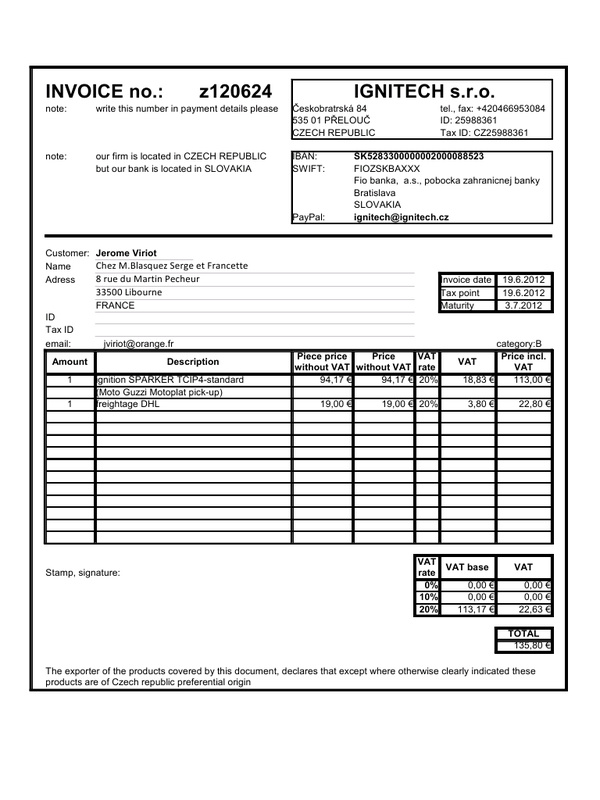 INVOICE no.: z120624
IGNITECH s.r.o.
note: write this number in payment details please
Českobratrská 84 tel., fax: +420466953084
535 01 PŘELOUČ ID: 25988361
CZECH REPUBLIC Tax ID: CZ25988361
note: our firm is located in CZECH REPUBLIC
but our bank is located in SLOVAKIA
IBAN: SK5283300000002000088523
SWIFT: FIOZSKBAXXX
Fio banka, a.s., pobocka zahranicnej banky
Bratislava
SLOVAKIA
PayPal: ignitech@ignitech.cz
Customer: Jerome Viriot
Name Chez M.Blasquez Serge et Francette
Adress 8 rue du Martin Pecheur
33500 Libourne
FRANCE
ID
Tax ID
email: jviriot@orange.fr
Invoice date 19.6.2012
Tax point 19.6.2012
Maturity 3.7.2012
category:B
Amount Description Piece price without VAT Price without VAT VAT rate VAT Price incl. VAT
1 ignition SPARKER TCIP4-standard 94,17 € 94,17 € 20% 18,83 € 113,00 €
(Moto Guzzi Motoplat pick-up)
1 freightage DHL 19,00 € 19,00 € 20% 3,80 € 22,80 €
Stamp, signature:
VAT rate VAT base VAT
0% 0,00 € 0,00 €
10% 0,00 € 0,00 €
20% 113,17 € 22,63 €
TOTAL
135,80 €
The exporter of the products covered by this document, declares that except where otherwise clearly indicated these
products are of Czech republic preferential origin